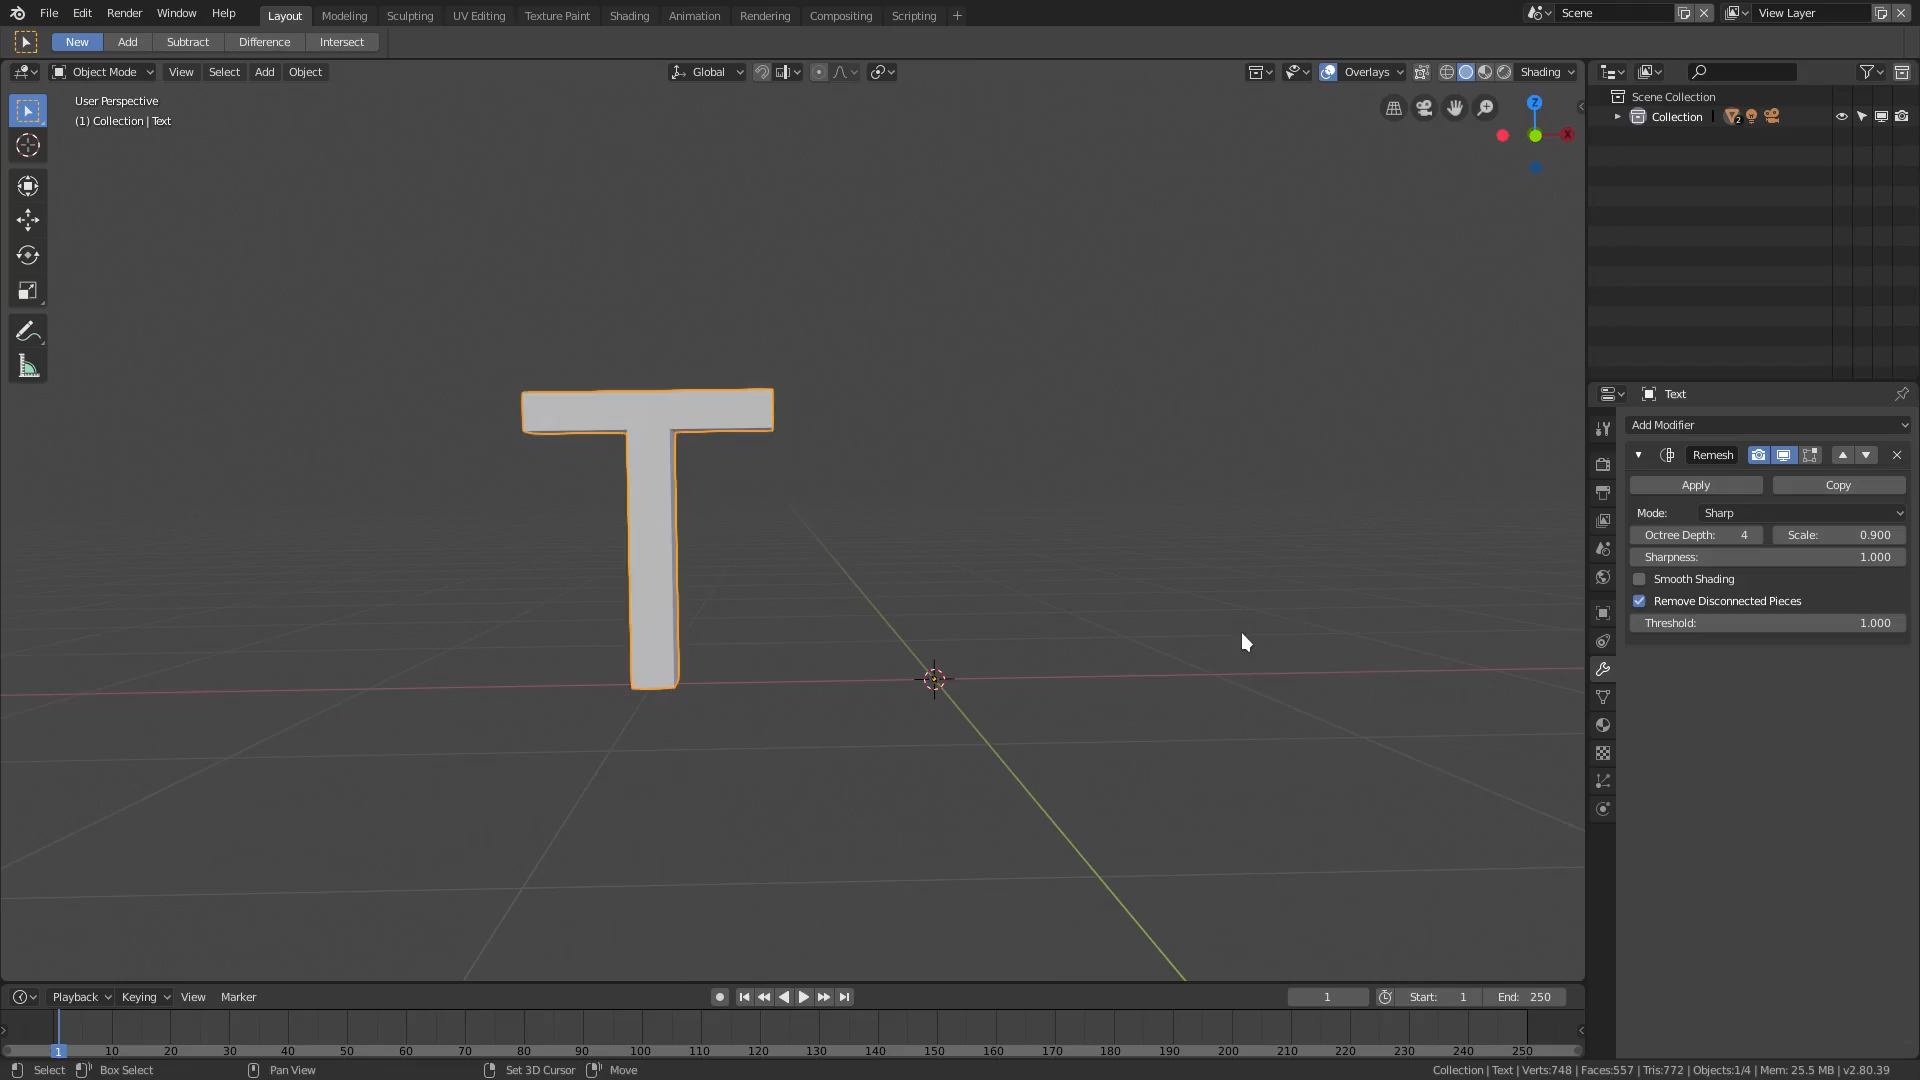 File Edit Render Window Help Layout Modeling Sculpting UV Editing Texture Paint Shading Animation Rendering Compositing Scripting + Scene View Layer
New Add Subtract Difference Intersect
Object Mode View Select Add Object Global Overlays Shading
User Perspective
(1) Collection | Text
Z
X
Scene Collection
Collection 2
Text
Add Modifier
Remesh
Apply Copy
Mode: Sharp
Octree Depth: 4 Scale: 0.900
Sharpness: 1.000
Smooth Shading
Remove Disconnected Pieces
Threshold: 1.000
T
Playback Keying View Marker 1 Start: 1 End: 250
1 10 20 30 40 50 60 70 80 90 100 110 120 130 140 150 160 170 180 190 200 210 220 230 240 250
Select Box Select Pan View Set 3D Cursor Move Collection | Text | Verts:748 | Faces:557 | Tris:772 | Objects:1/4 | Mem: 25.5 MB | v2.80.39